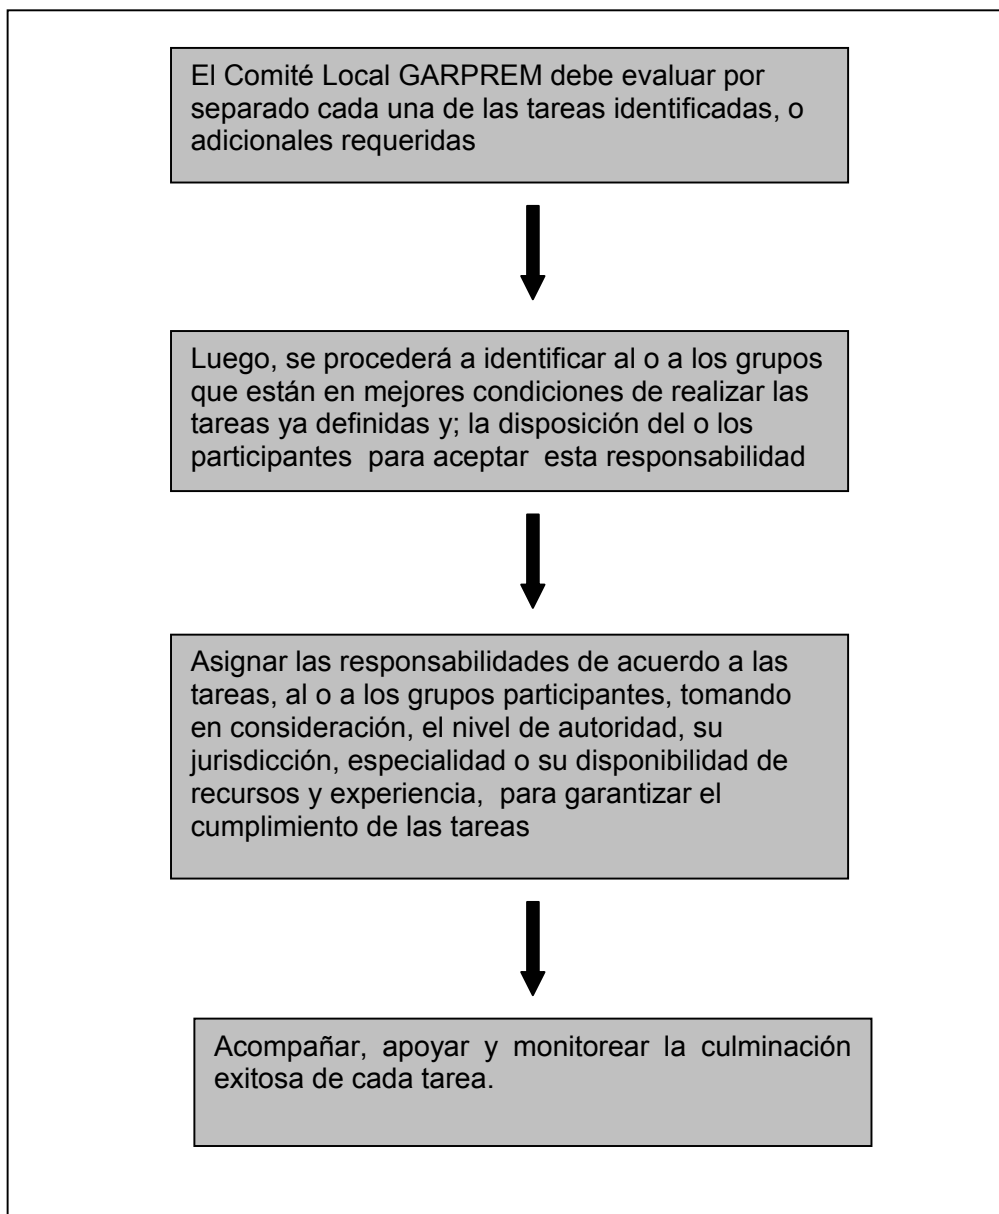 El Comité Local GARPREM debe evaluar por
separado cada una de las tareas identificadas, o
adicionales requeridas
Luego, se procederá a identificar al o a los grupos
que están en mejores condiciones de realizar las
tareas ya definidas y; la disposición del o los
participantes para aceptar esta responsabilidad
Asignar las responsabilidades de acuerdo a las
tareas, al o a los grupos participantes, tomando
en consideración, el nivel de autoridad, su
jurisdicción, especialidad o su disponibilidad de
recursos y experiencia, para garantizar el
cumplimiento de las tareas
Acompañar, apoyar y monitorear la culminación
exitosa de cada tarea.